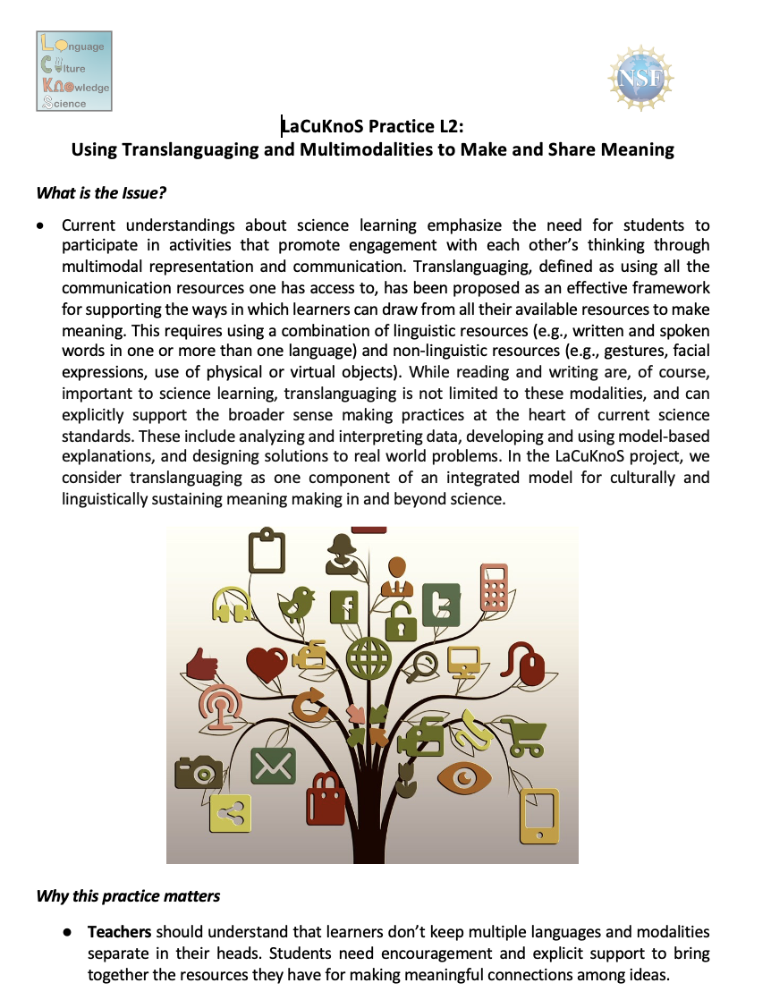 Language
Culture
KNowledge
Science
NSF
LaCuKnoS Practice L2:
Using Translanguaging and Multimodalities to Make and Share Meaning
What is the Issue?
● Current understandings about science learning emphasize the need for students to
participate in activities that promote engagement with each other’s thinking through
multimodal representation and communication. Translanguaging, defined as using all the
communication resources one has access to, has been proposed as an effective framework
for supporting the ways in which learners can draw from all their available resources to make
meaning. This requires using a combination of linguistic resources (e.g., written and spoken
words in one or more than one language) and non-linguistic resources (e.g., gestures, facial
expressions, use of physical or virtual objects). While reading and writing are, of course,
important to science learning, translanguaging is not limited to these modalities, and can
explicitly support the broader sense making practices at the heart of current science
standards. These include analyzing and interpreting data, developing and using model-based
explanations, and designing solutions to real world problems. In the LaCuKnoS project, we
consider translanguaging as one component of an integrated model for culturally and
linguistically sustaining meaning making in and beyond science.
f
t
Why this practice matters
● Teachers should understand that learners don’t keep multiple languages and modalities
separate in their heads. Students need encouragement and explicit support to bring
together the resources they have for making meaningful connections among ideas.